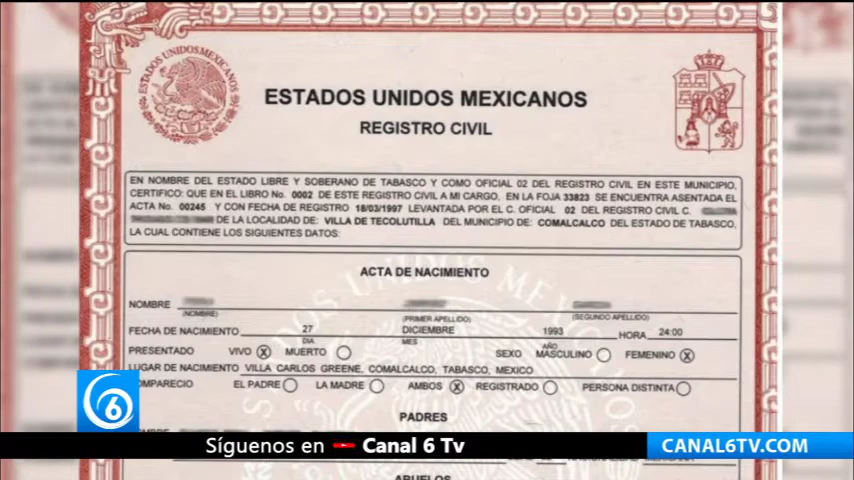 ESTADOS UNIDOS MEXICANOS
ESTADOS UNIDOS MEXICANOS
REGISTRO CIVIL
EN NOMBRE DEL ESTADO LIBRE Y SOBERANO DE TABASCO Y COMO OFICIAL 02 DEL REGISTRO CIVIL EN ESTE MUNICIPIO,
CERTIFICO: QUE EN EL LIBRO No. 0002 DE ESTE REGISTRO CIVIL A MI CARGO, EN LA FOJA 33823 SE ENCUENTRA ASENTADA EL
ACTA No. 00245 Y CON FECHA DE REGISTRO 18/03/1997 LEVANTADA POR EL C. OFICIAL 02 DEL REGISTRO CIVIL C.
DE LA LOCALIDAD DE: VILLA DE TECOLUTILLA DEL MUNICIPIO DE: COMALCALCO DEL ESTADO DE TABASCO,
LA CUAL CONTIENE LOS SIGUIENTES DATOS:
ACTA DE NACIMIENTO
NOMBRE
(NOMBRE) (PRIMER APELLIDO) (SEGUNDO APELLIDO)
FECHA DE NACIMIENTO 27 DICIEMBRE 1993 HORA 24:00
DIA MES AÑO
PRESENTADO VIVO X MUERTO SEXO MASCULINO FEMENINO X
LUGAR DE NACIMIENTO VILLA CARLOS GREENE, COMALCALCO, TABASCO, MEXICO
COMPARECIO EL PADRE LA MADRE AMBOS X REGISTRADO PERSONA DISTINTA
PADRES
6
Síguenos en Canal 6 Tv
CANAL6TV.COM
ABUELOS